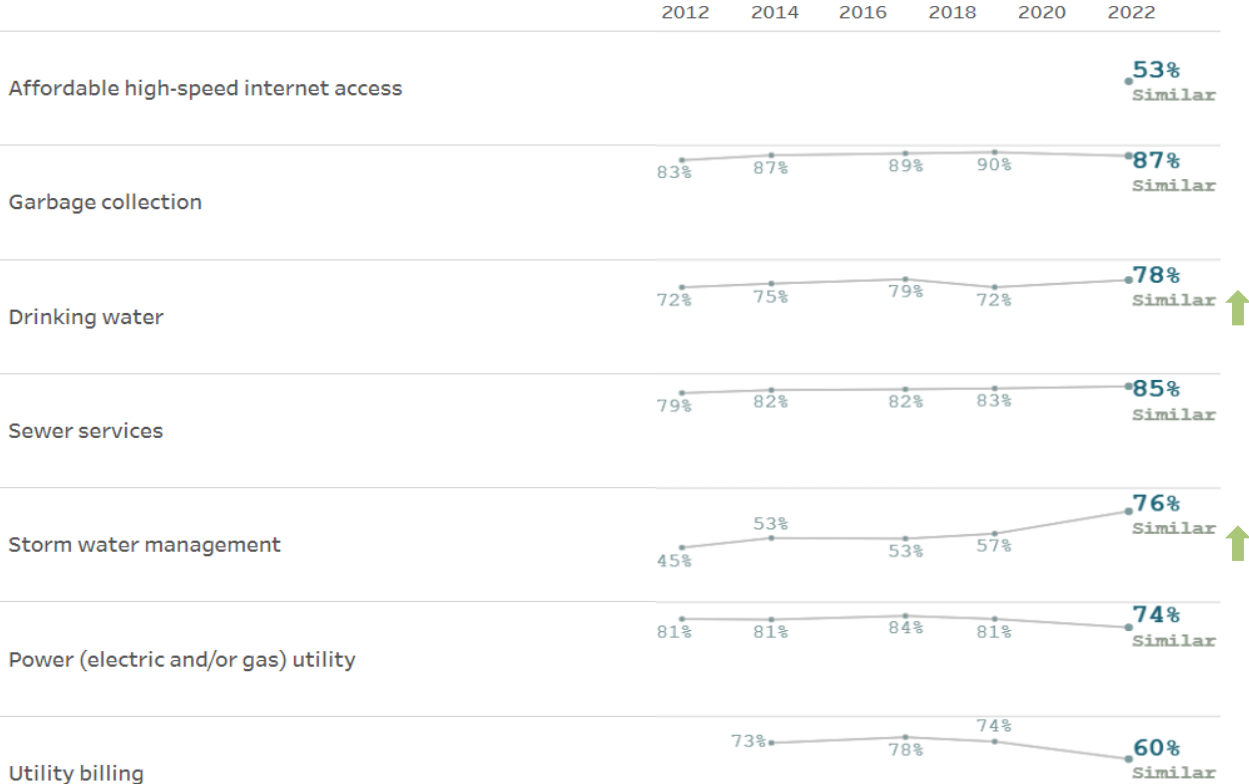 2012 2014 2016 2018 2020 2022
Affordable high-speed internet access
53%
Similar
Garbage collection
83% 87% 89% 90% 87%
Similar
Drinking water
72% 75% 79% 72% 78%
Similar
Sewer services
79% 82% 82% 83% 85%
Similar
Storm water management
45% 53% 53% 57% 76%
Similar
Power (electric and/or gas) utility
81% 81% 84% 81% 74%
Similar
Utility billing
73% 78% 74% 60%
Similar